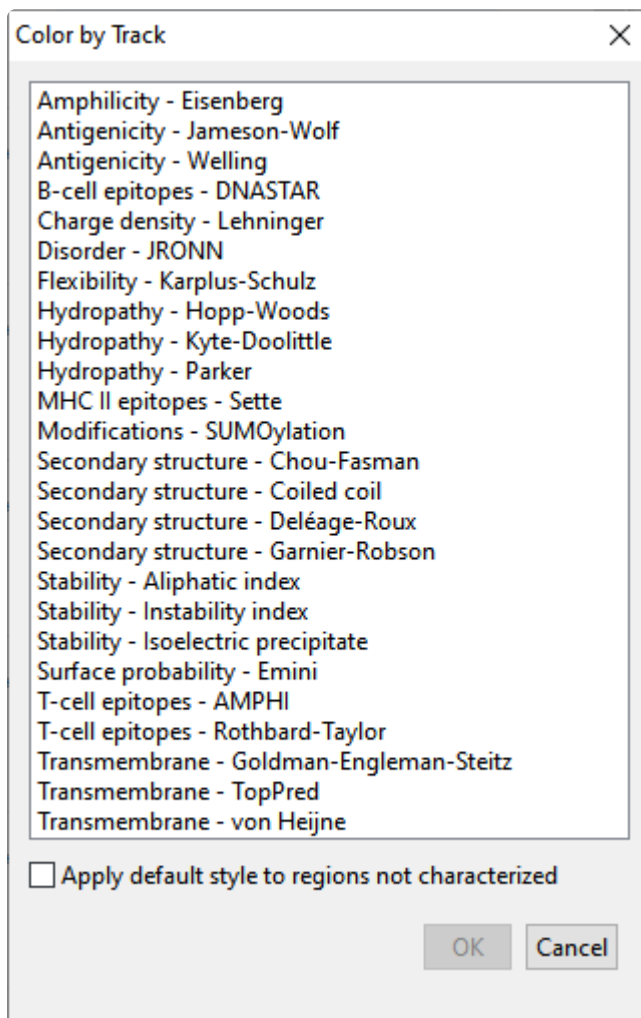 Color by Track
Amphilicity - Eisenberg
Antigenicity - Jameson-Wolf
Antigenicity - Welling
B-cell epitopes - DNASTAR
Charge density - Lehninger
Disorder - JRONN
Flexibility - Karplus-Schulz
Hydropathy - Hopp-Woods
Hydropathy - Kyte-Doolittle
Hydropathy - Parker
MHC II epitopes - Sette
Modifications - SUMOylation
Secondary structure - Chou-Fasman
Secondary structure - Coiled coil
Secondary structure - Deléage-Roux
Secondary structure - Garnier-Robson
Stability - Aliphatic index
Stability - Instability index
Stability - Isoelectric precipitate
Surface probability - Emini
T-cell epitopes - AMPHI
T-cell epitopes - Rothbard-Taylor
Transmembrane - Goldman-Engleman-Steitz
Transmembrane - TopPred
Transmembrane - von Heijne
Apply default style to regions not characterized
OK Cancel